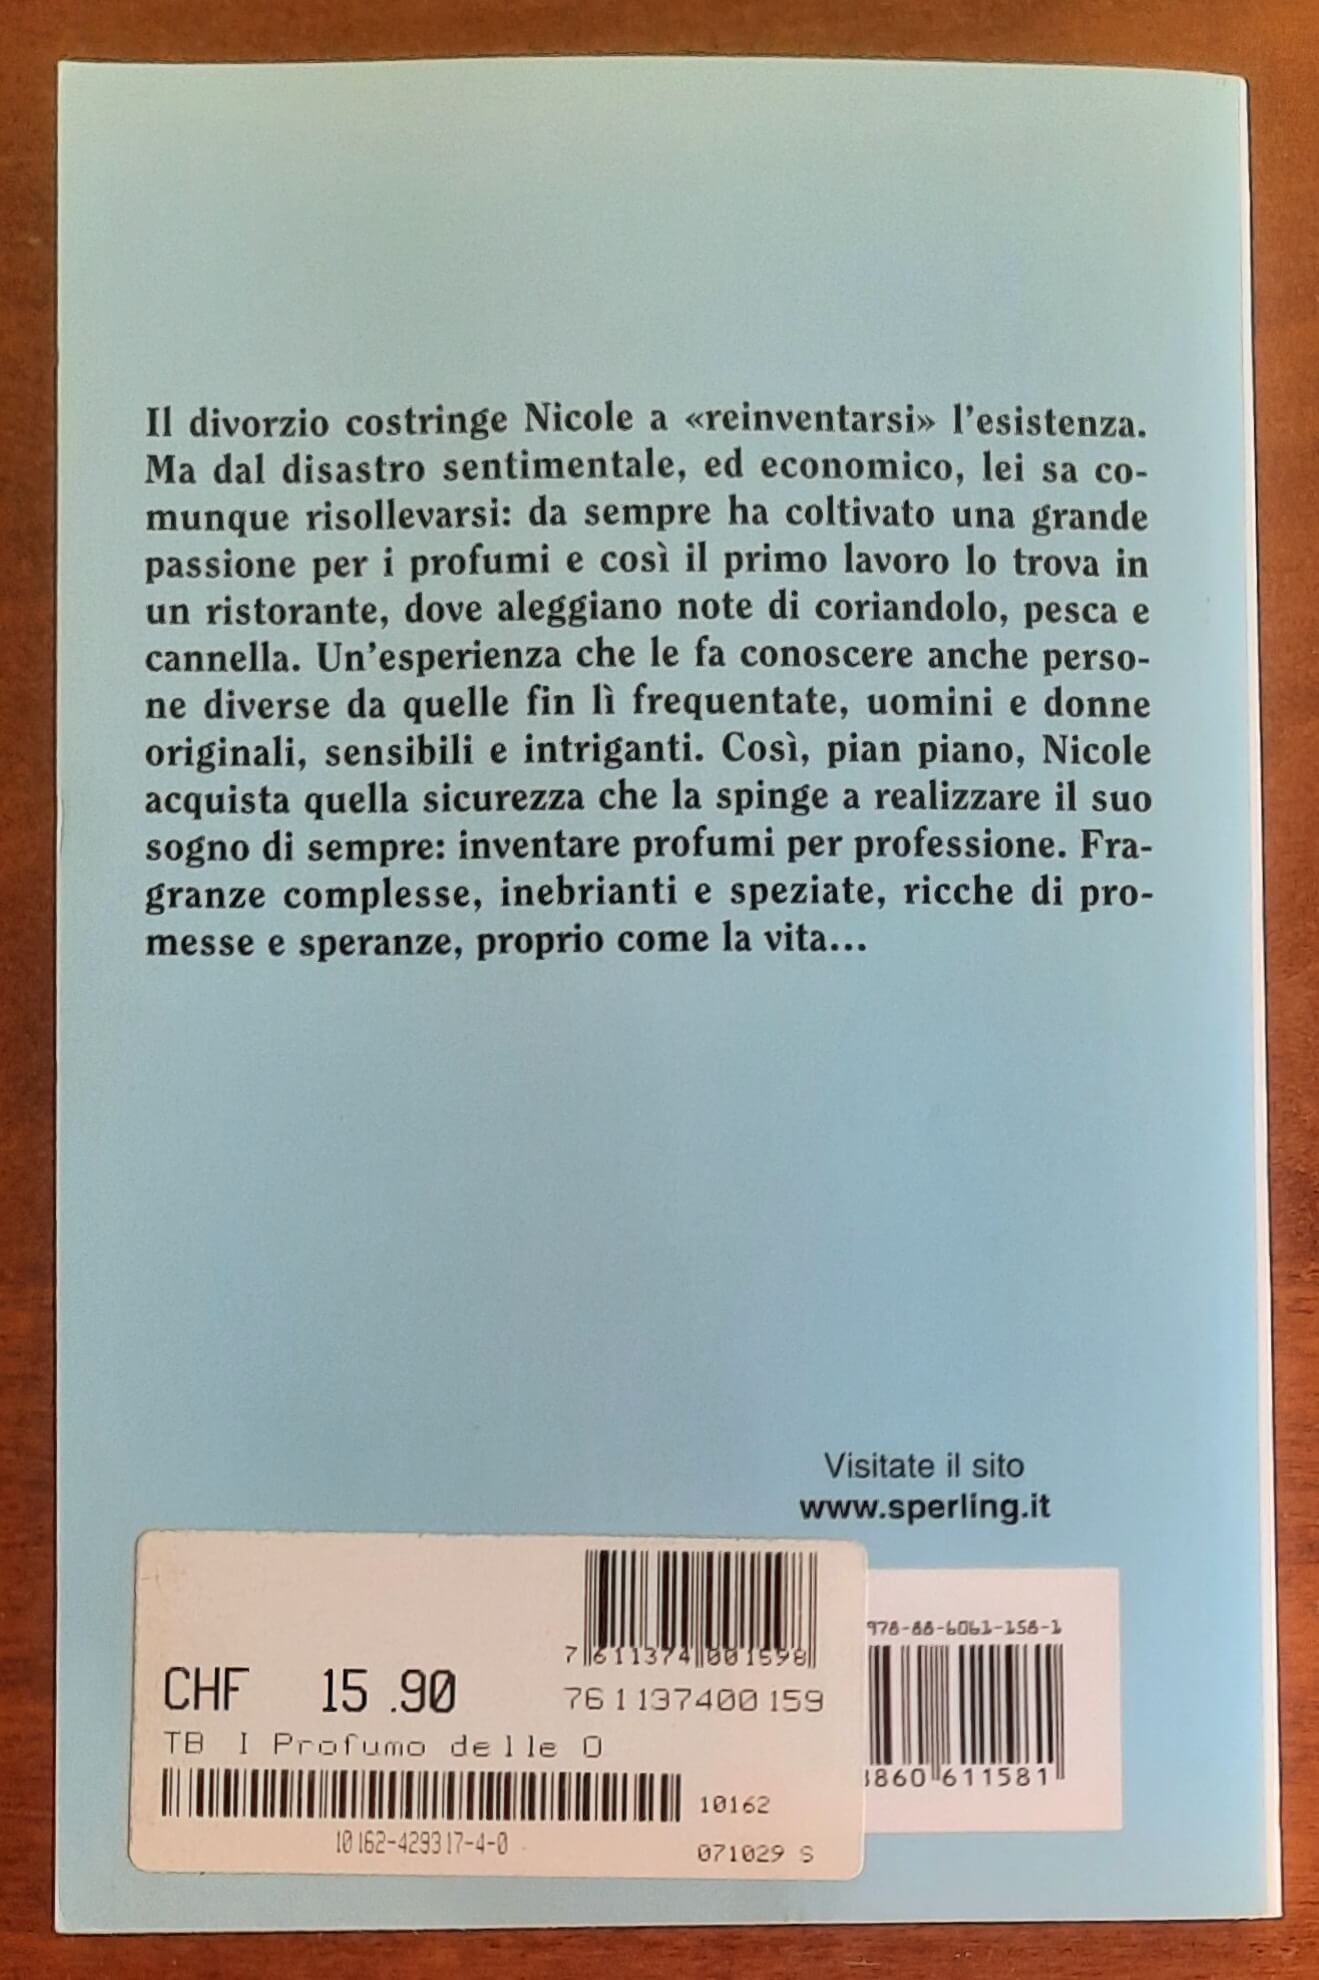 Il divorzio costringe Nicole a «reinventarsi» l'esistenza.
Ma dal disastro sentimentale, ed economico, lei sa co-
munque risollevarsi: da sempre ha coltivato una grande
passione per i profumi e così il primo lavoro lo trova in
un ristorante, dove aleggiano note di coriandolo, pesca e
cannella. Un'esperienza che le fa conoscere anche perso-
ne diverse da quelle fin lì frequentate, uomini e donne
originali, sensibili e intriganti. Così, pian piano, Nicole
acquista quella sicurezza che la spinge a realizzare il suo
sogno di sempre: inventare profumi per professione. Fra-
granze complesse, inebrianti e speziate, ricche di pro-
messe e speranze, proprio come la vita...
Visitate il sito
www.sperling.it
978-88-6061-158-1
860 611581
7 611374 001598
761137400159
CHF 15.90
TB I Profumo delle O
10162
10162-429317-4-0
071029 S